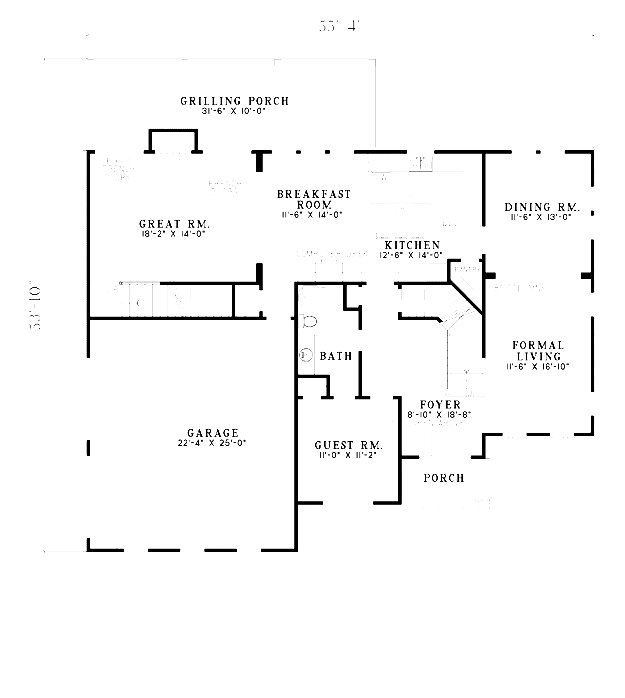 55'-4"
GRILLING PORCH
31'-6" X 10'-0"
BREAKFAST
ROOM
11'-6" X 14'-0"
DINING RM.
11'-6" X 13'-0"
GREAT RM.
18'-2" X 14'-0"
KITCHEN
12'-6" X 14'-0"
53'-10"
FORMAL
LIVING
11'-6" X 16'-10"
BATH
FOYER
8'-10" X 18'-8"
GARAGE
22'-4" X 25'-0"
GUEST RM.
11'-0" X 11'-2"
PORCH